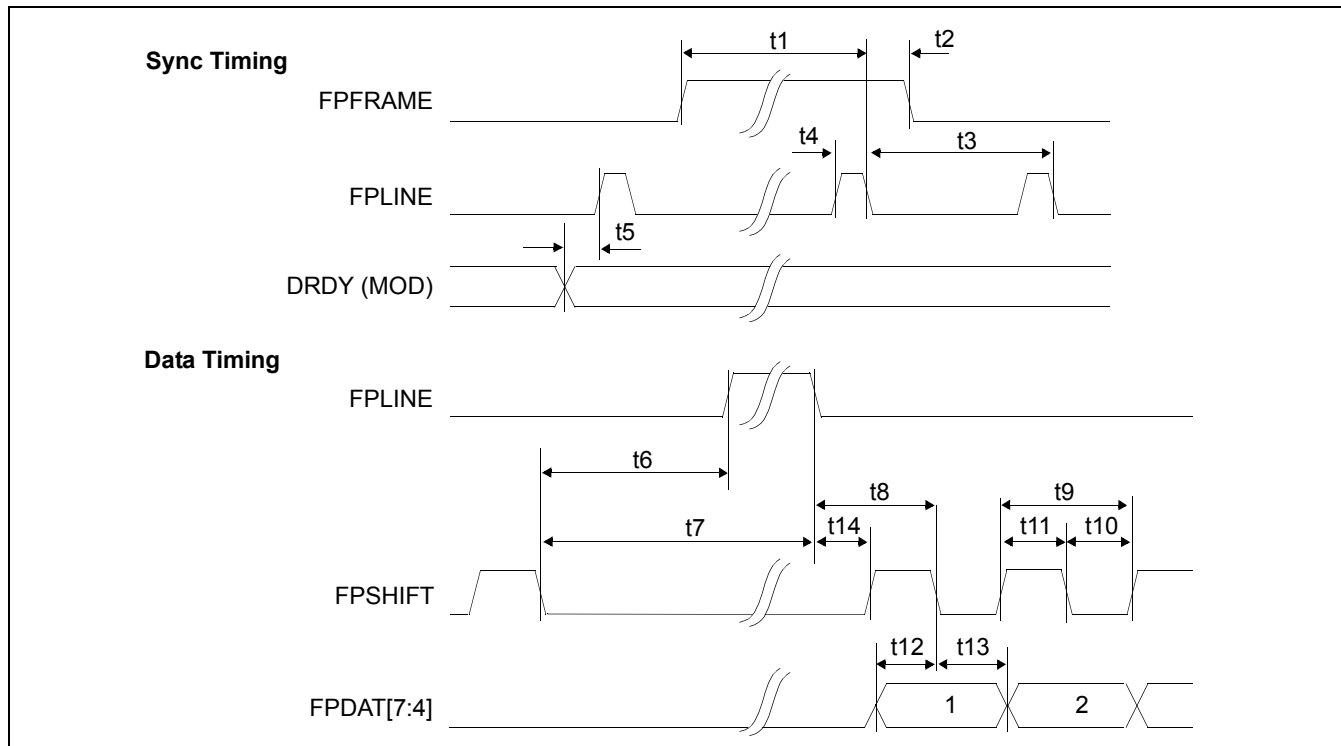 Sync Timing
t1
t2
FPFRAME
t4
t3
FPLINE
t5
DRDY (MOD)
Data Timing
FPLINE
t6
t8
t9
t7
t14
t11
t10
FPSHIFT
t12
t13
FPDAT[7:4]
1
2